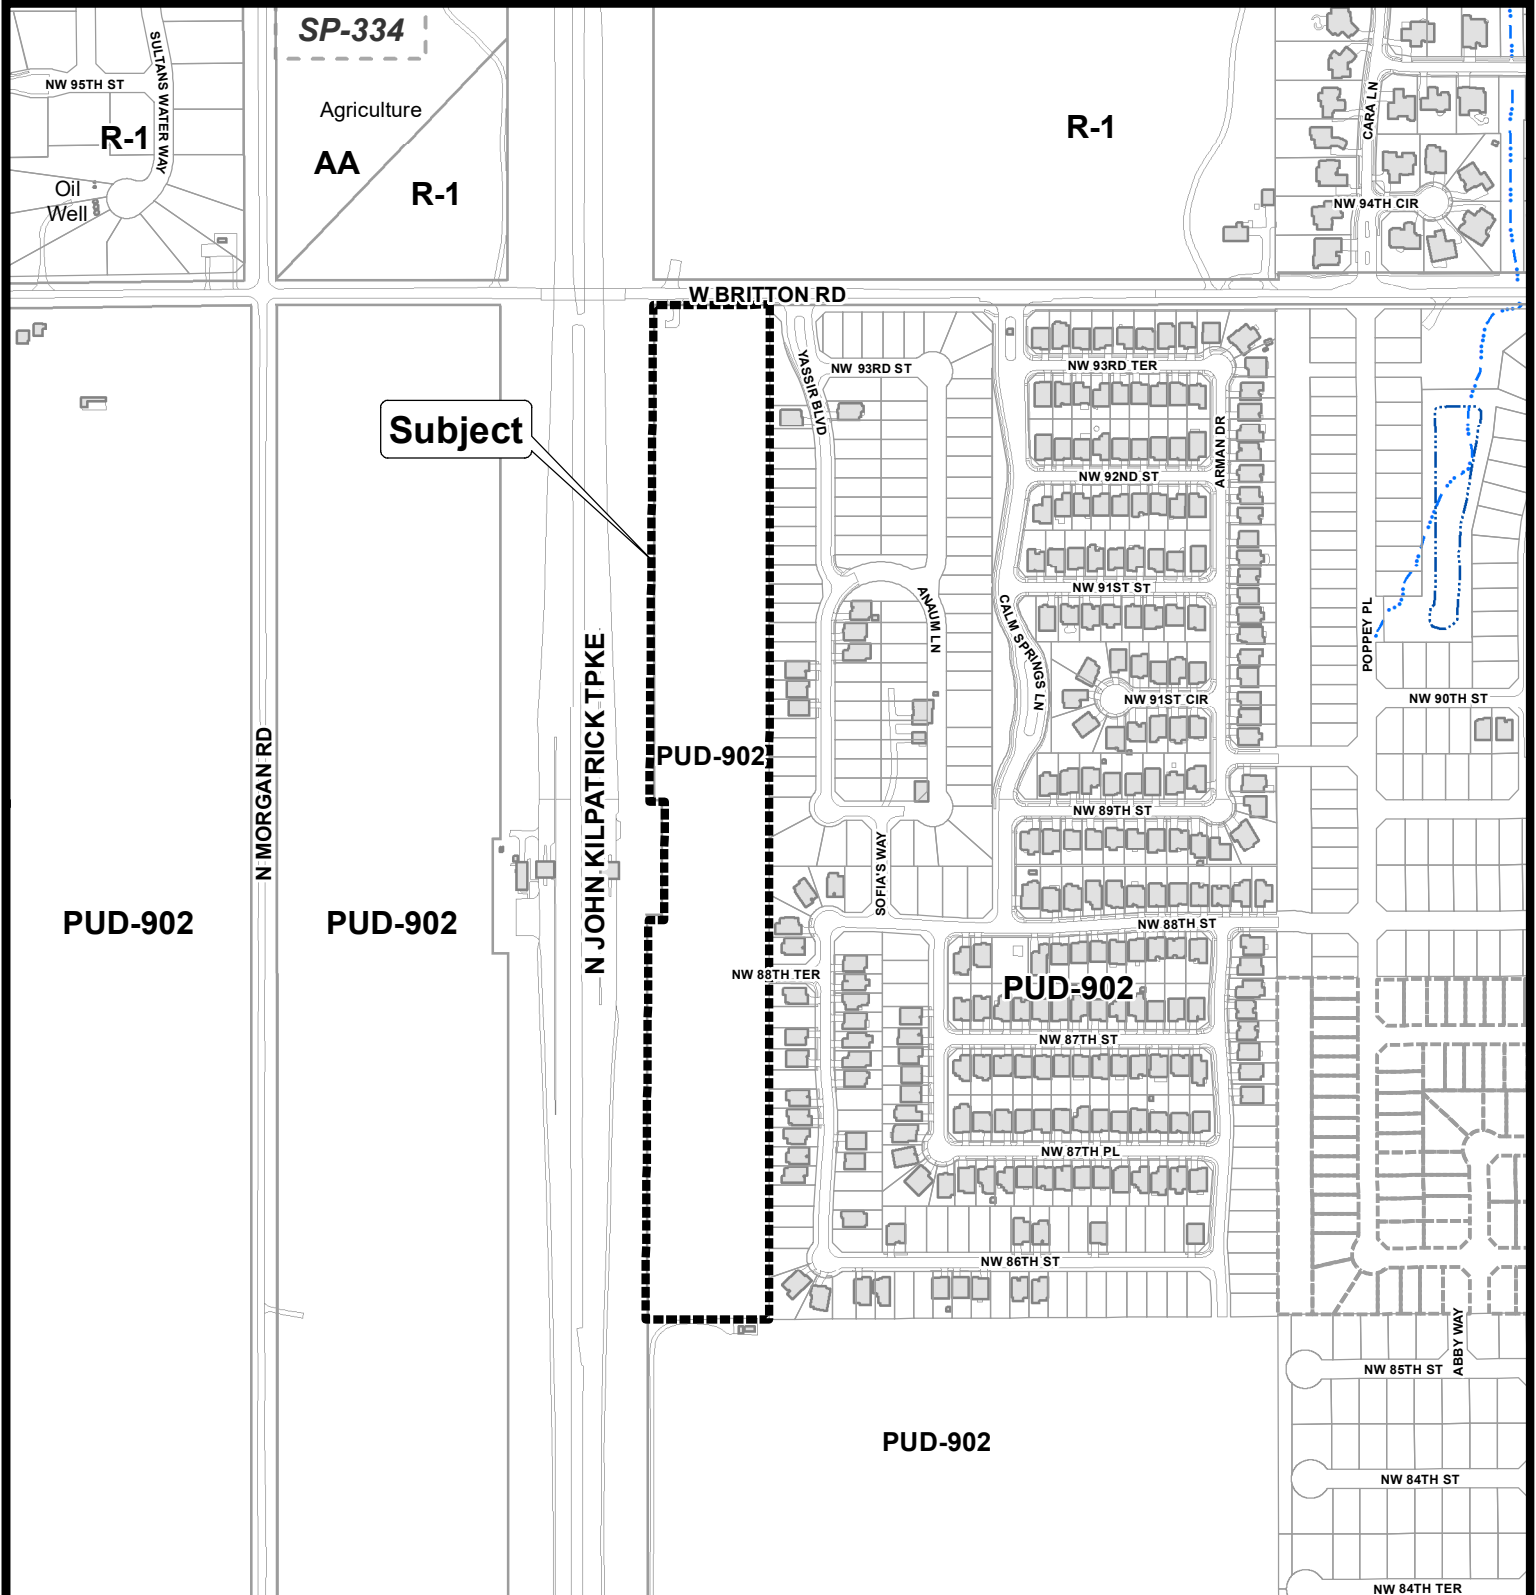 SP-334
NW 95TH ST
SULTANS WATER WAY
Agriculture
R-1
AA
R-1
R-1
Oil
Well
CARA LN
NW 94TH CIR
W BRITTON RD
YASSIR BLVD
NW 93RD ST
NW 93RD TER
Subject
ARMAN DR
NW 92ND ST
NW 91ST ST
ANAUM LN
CALM SPRINGS LN
POPPEY PL
NW 91ST CIR
NW 90TH ST
N MORGAN RD
N JOHN KILPATRICK TPKE
PUD-902
NW 89TH ST
SOFIA'S WAY
PUD-902
PUD-902
NW 88TH ST
NW 88TH TER
PUD-902
NW 87TH ST
NW 87TH PL
NW 86TH ST
ABBY WAY
NW 85TH ST
PUD-902
NW 84TH ST
NW 84TH TER